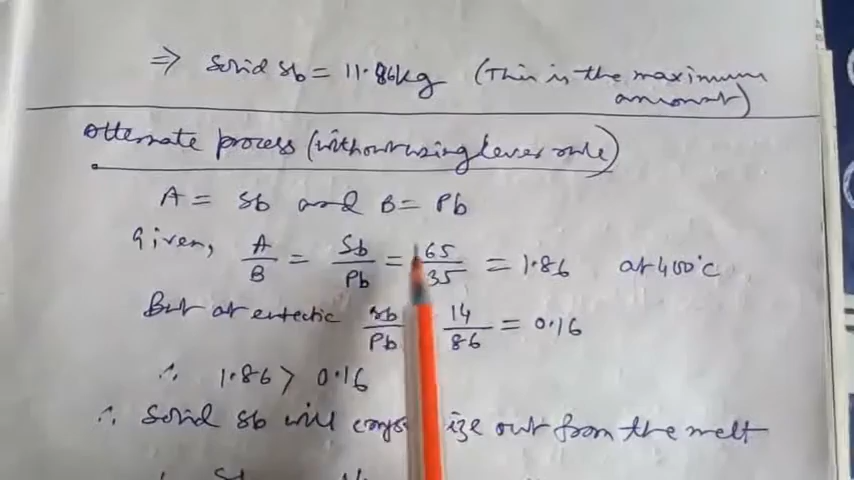 ⇒ Solid Sb = 11.86kg (This is the maximum
amount)
Alternate process (without using lever rule)
A = Sb and B = Pb
Given, A/B = Sb/Pb = 65/35 = 1.86 at 400°C
But at eutectic Sb/Pb 14/86 = 0.16
∴ 1.86 > 0.16
∴ Solid Sb will out from the melt